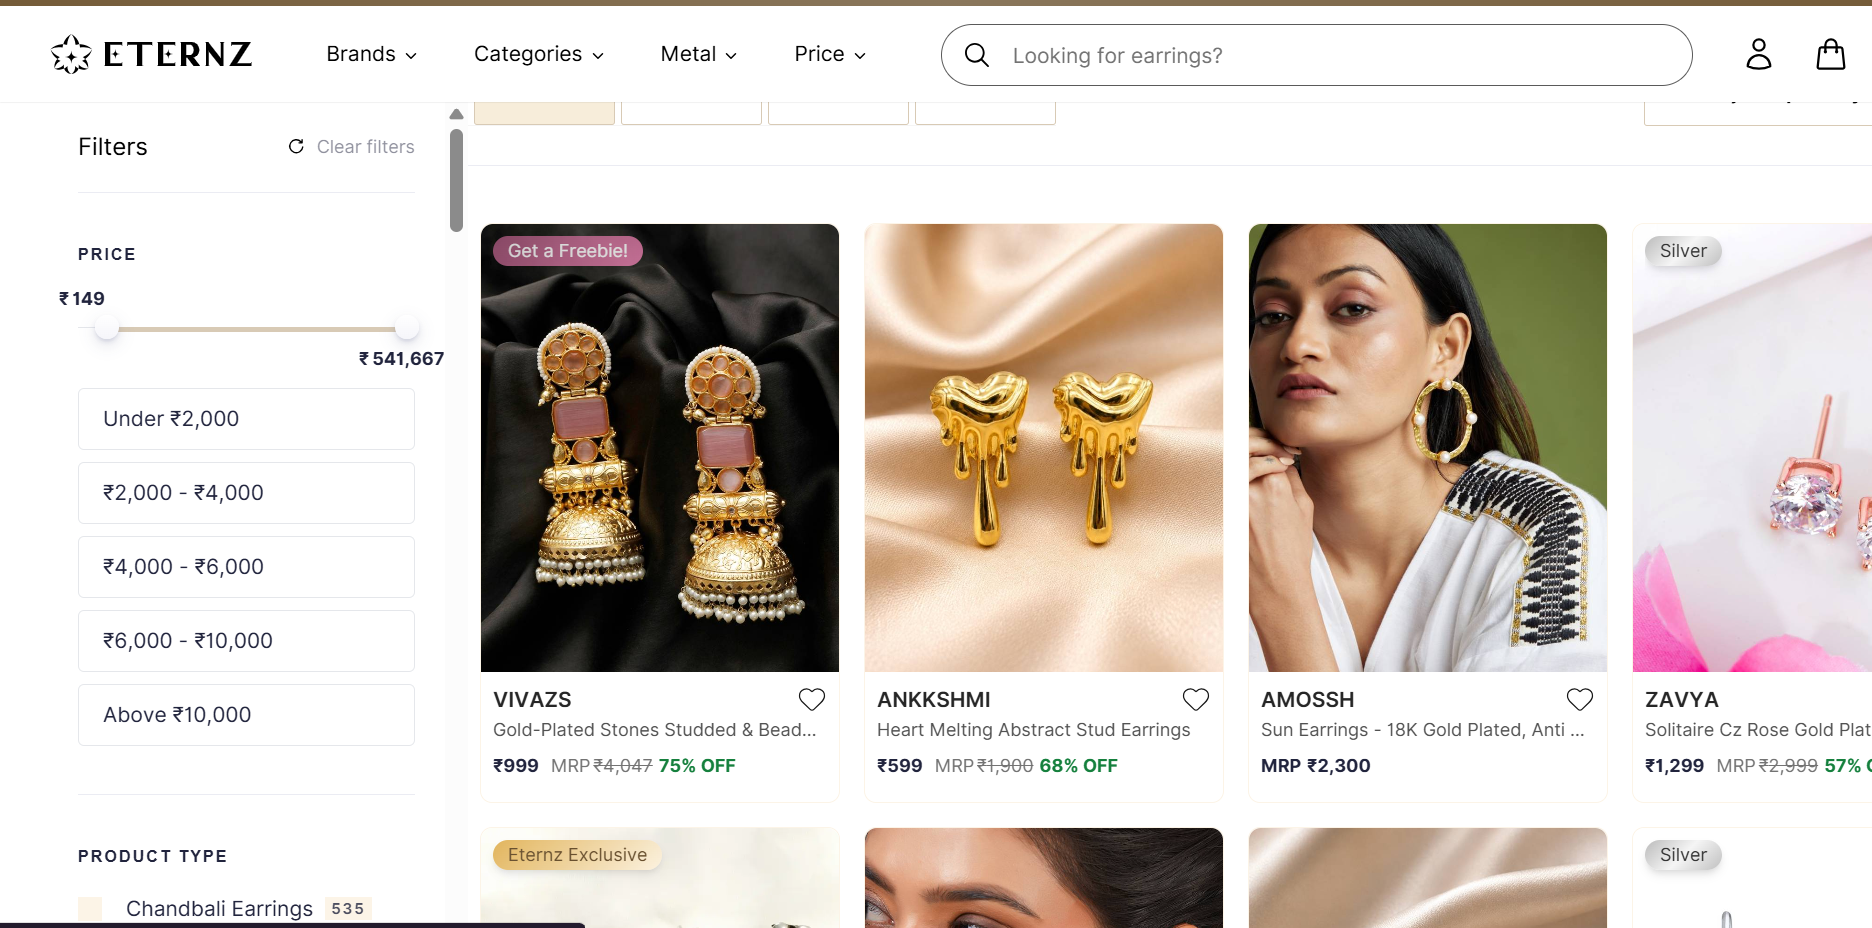 ETERNZ
Brands
Categories
Metal
Price
Looking for earrings?
Filters
Clear filters
PRICE
₹ 149
₹ 541,667
Under ₹2,000
₹2,000 - ₹4,000
₹4,000 - ₹6,000
₹6,000 - ₹10,000
Above ₹10,000
PRODUCT TYPE
Chandbali Earrings 535
Get a Freebie!
VIVAZS
Gold-Plated Stones Studded & Bead...
₹999 MRP ₹4,047 75% OFF
ANKKSHMI
Heart Melting Abstract Stud Earrings
₹599 MRP ₹1,900 68% OFF
AMOSSH
Sun Earrings - 18K Gold Plated, Anti ...
MRP ₹2,300
Silver
ZAVYA
Solitaire Cz Rose Gold Plat
₹1,299 MRP ₹2,999 57%
Eternz Exclusive
Silver